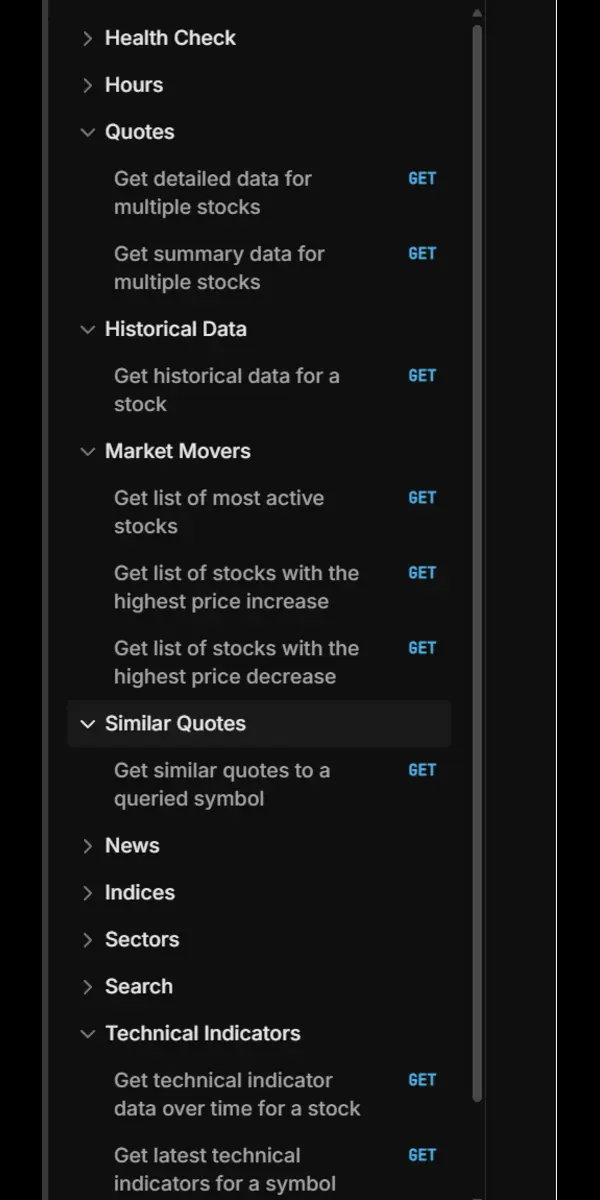 Health Check
Hours
Quotes
Get detailed data for GET
multiple stocks
Get summary data for GET
multiple stocks
Historical Data
Get historical data for a GET
stock
Market Movers
Get list of most active GET
stocks
Get list of stocks with the GET
highest price increase
Get list of stocks with the GET
highest price decrease
Similar Quotes
Get similar quotes to a GET
queried symbol
News
Indices
Sectors
Search
Technical Indicators
Get technical indicator GET
data over time for a stock
Get latest technical GET
indicators for a symbol